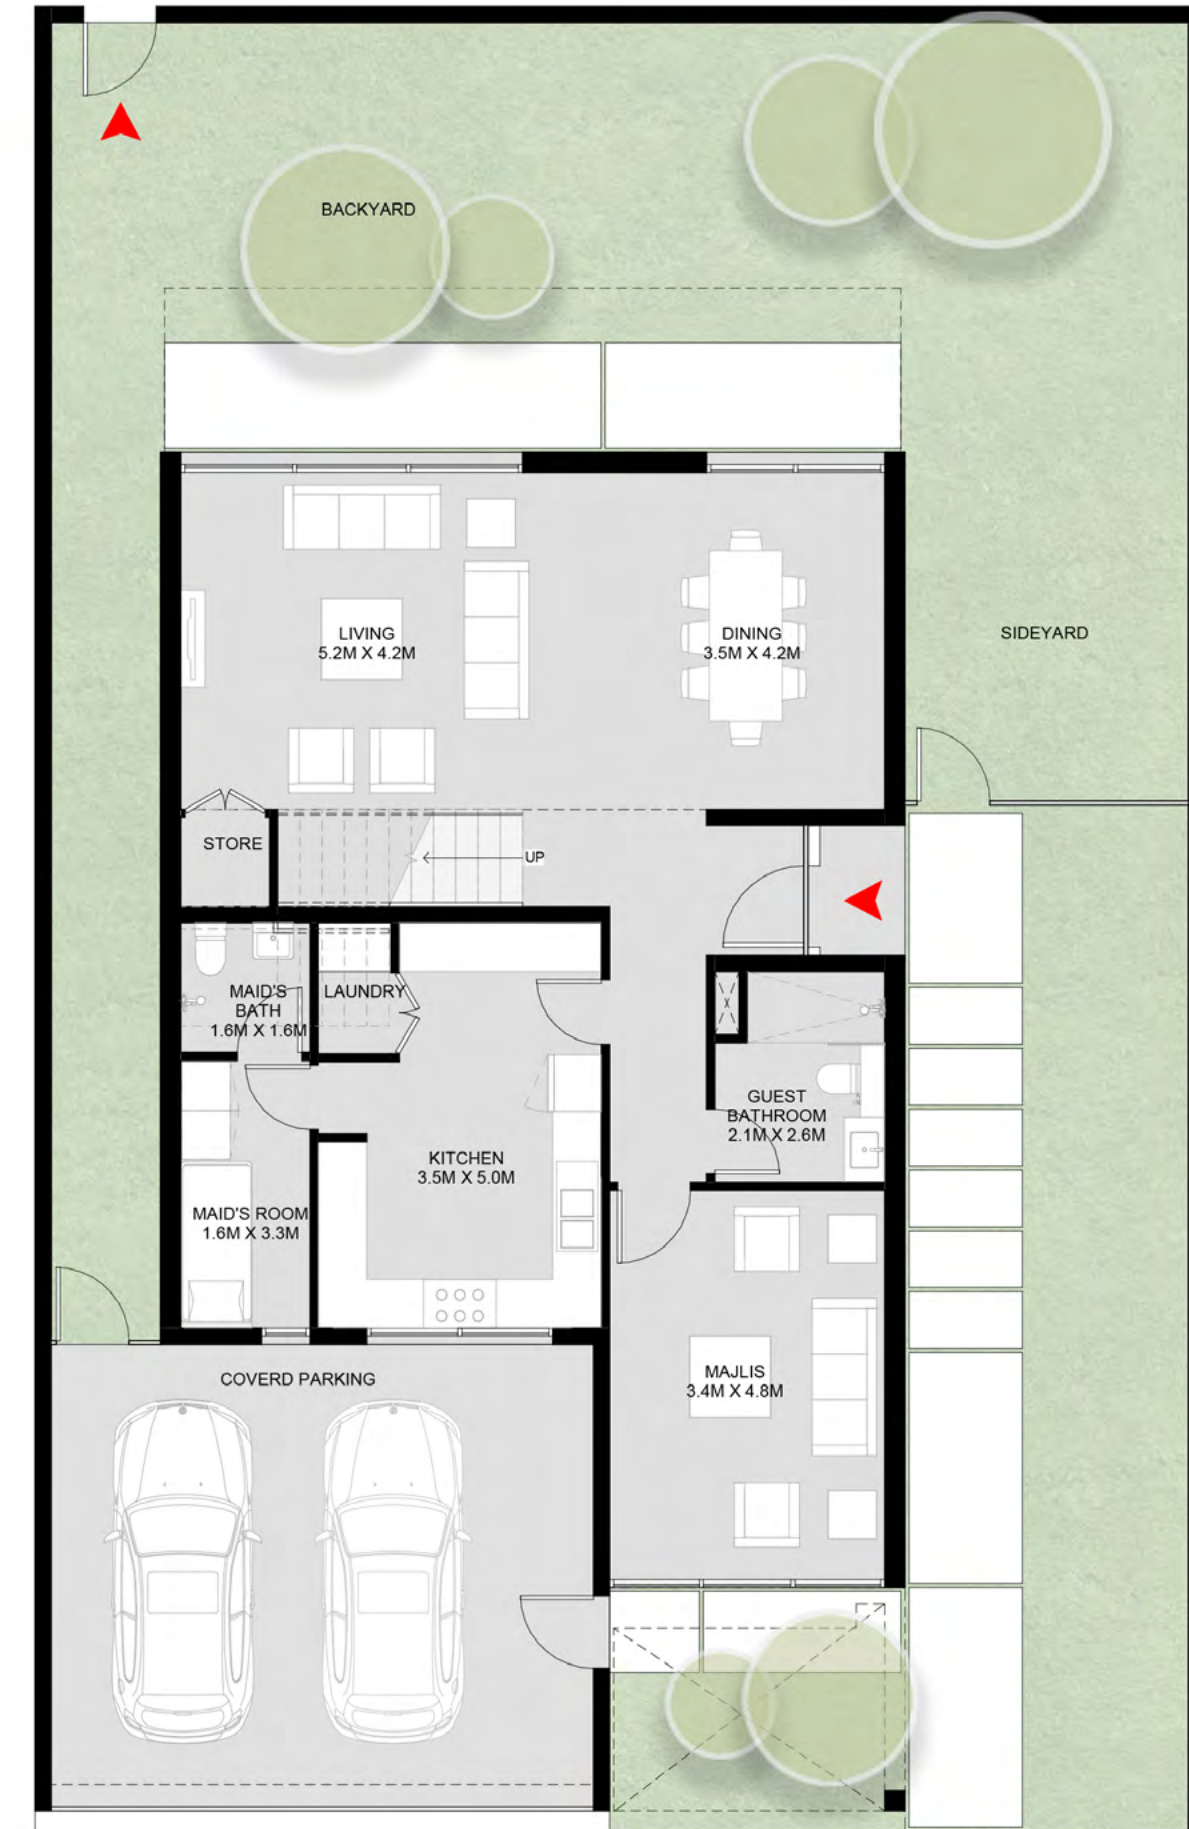 BACKYARD
LIVING
5.2M X 4.2M
DINING
3.5M X 4.2M
SIDEYARD
STORE
UP
MAID'S
BATH
1.6M X 1.6M
LAUNDRY
GUEST
BATHROOM
2.1M X 2.6M
KITCHEN
3.5M X 5.0M
MAID'S ROOM
1.6M X 3.3M
MAJLIS
3.4M X 4.8M
COVERD PARKING